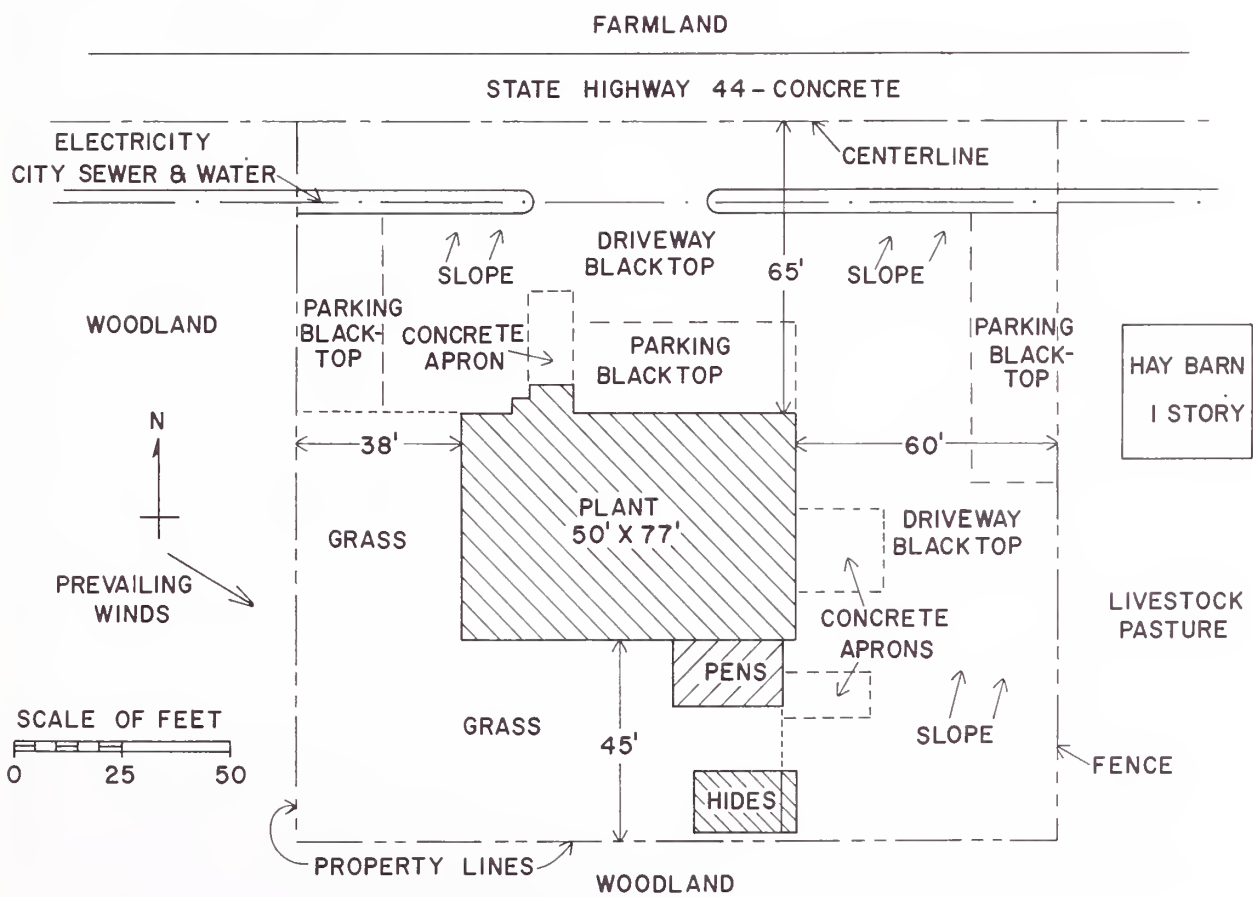 FARMLAND
STATE HIGHWAY 44 - CONCRETE
ELECTRICITY
CITY SEWER & WATER
CENTERLINE
SLOPE
DRIVEWAY
BLACKTOP
65'
SLOPE
WOODLAND
PARKING
BLACK-
TOP
CONCRETE
APRON
PARKING
BLACKTOP
PARKING
BLACK-
TOP
HAY BARN
1 STORY
N
38'
60'
PLANT
50' X 77'
GRASS
DRIVEWAY
BLACKTOP
PREVAILING
WINDS
CONCRETE
APRONS
LIVESTOCK
PASTURE
PENS
SCALE OF FEET
0 25 50
GRASS
45'
SLOPE
FENCE
HIDES
PROPERTY LINES
WOODLAND